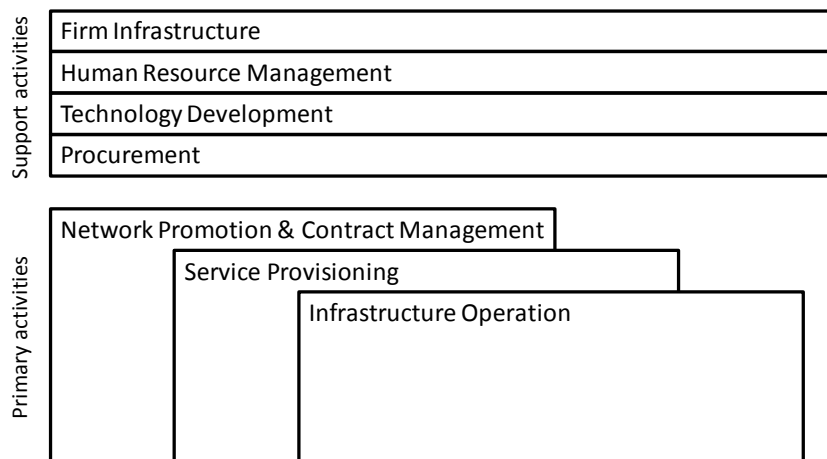 Support activities
Firm Infrastructure
Human Resource Management
Technology Development
Procurement
Primary activities
Network Promotion & Contract Management
Service Provisioning
Infrastructure Operation